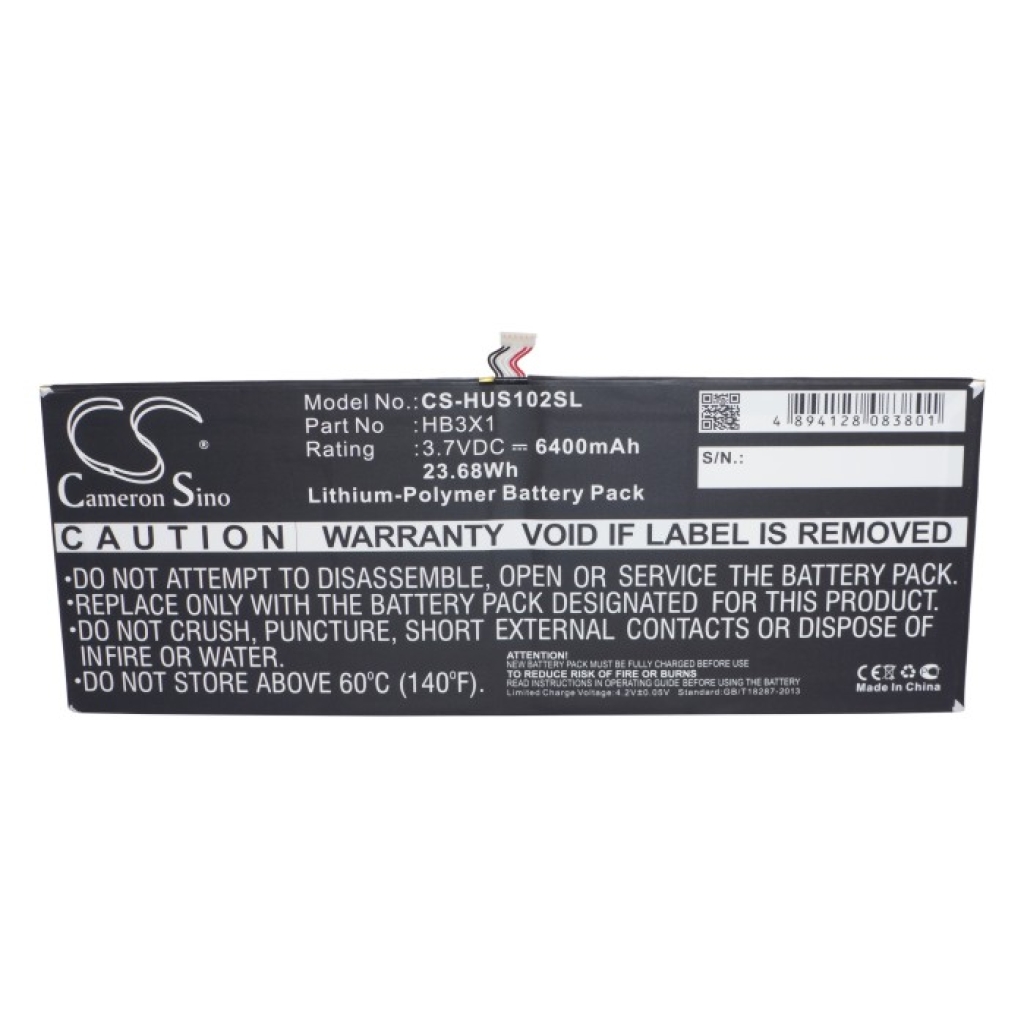 CS
®
Cameron Sino
Model No.: CS-HUS102SL
Part No :HB3X1
Rating :3.7VDC ⎓ 6400mAh
23.68Wh
Lithium-Polymer Battery Pack
4 894128 083801
S/N.:
CAUTION WARRANTY VOID IF LABEL IS REMOVED
•DO NOT ATTEMPT TO DISASSEMBLE, OPEN OR SERVICE THE BATTERY PACK.
•REPLACE ONLY WITH THE BATTERY PACK DESIGNATED FOR THIS PRODUCT.
•DO NOT CRUSH, PUNCTURE, SHORT EXTERNAL CONTACTS OR DISPOSE OF
IN FIRE OR WATER.
•DO NOT STORE ABOVE 60°C (140°F).
ATTENTION!
NEW BATTERY PACK MUST BE FULLY CHARGED BEFORE USE
TO REDUCE RISK OF FIRE OR BURNS
READ INSTRUCTIONS IN OPERATING MANUAL BEFORE USING BATTERY
Limited Charge Voltage:4.2V±0.05V Standard:GB/T18287-2013
CE
Made In China